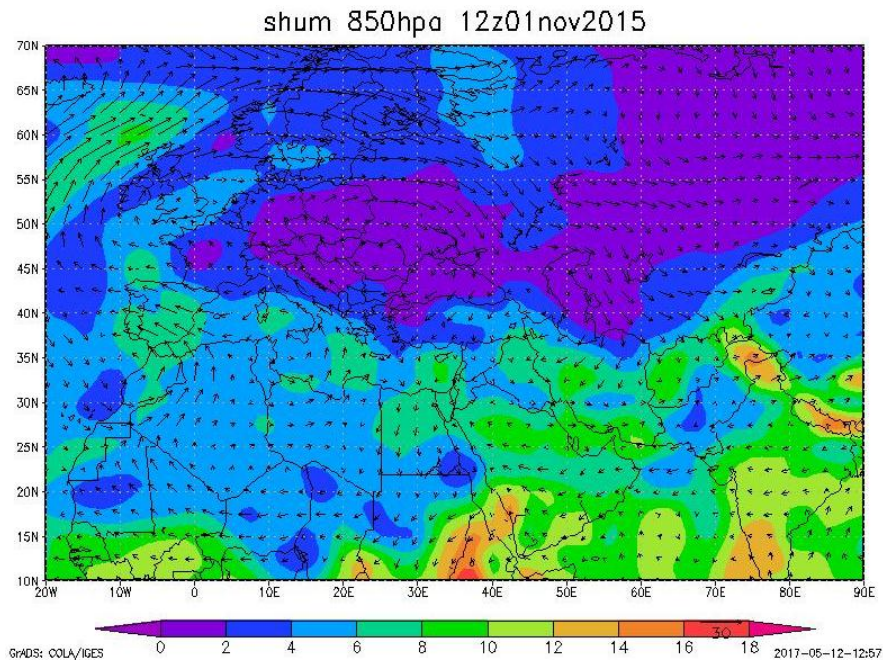 shum 850hpa 12z01nov2015
70N
65N
60N
55N
50N
45N
40N
35N
30N
25N
20N
15N
10N
20W 10W 0 10E 20E 30E 40E 50E 60E 70E 80E 90E
30
0 2 4 6 8 10 12 14 16 18
GrADS: COLA/IGES 2017-05-12-12:57